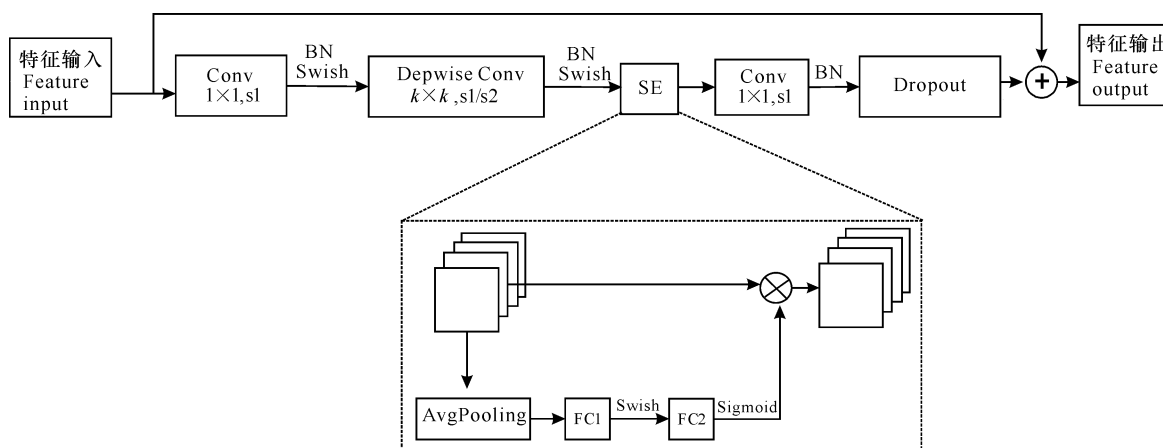 特征输入
Feature
input
Conv
1×1,s1
BN
Swish
Depwise Conv
k×k,s1/s2
BN
Swish
SE
Conv
1×1,s1
BN
Dropout
+
特征输出
Feature
output
AvgPooling
FC1
Swish
FC2
Sigmoid